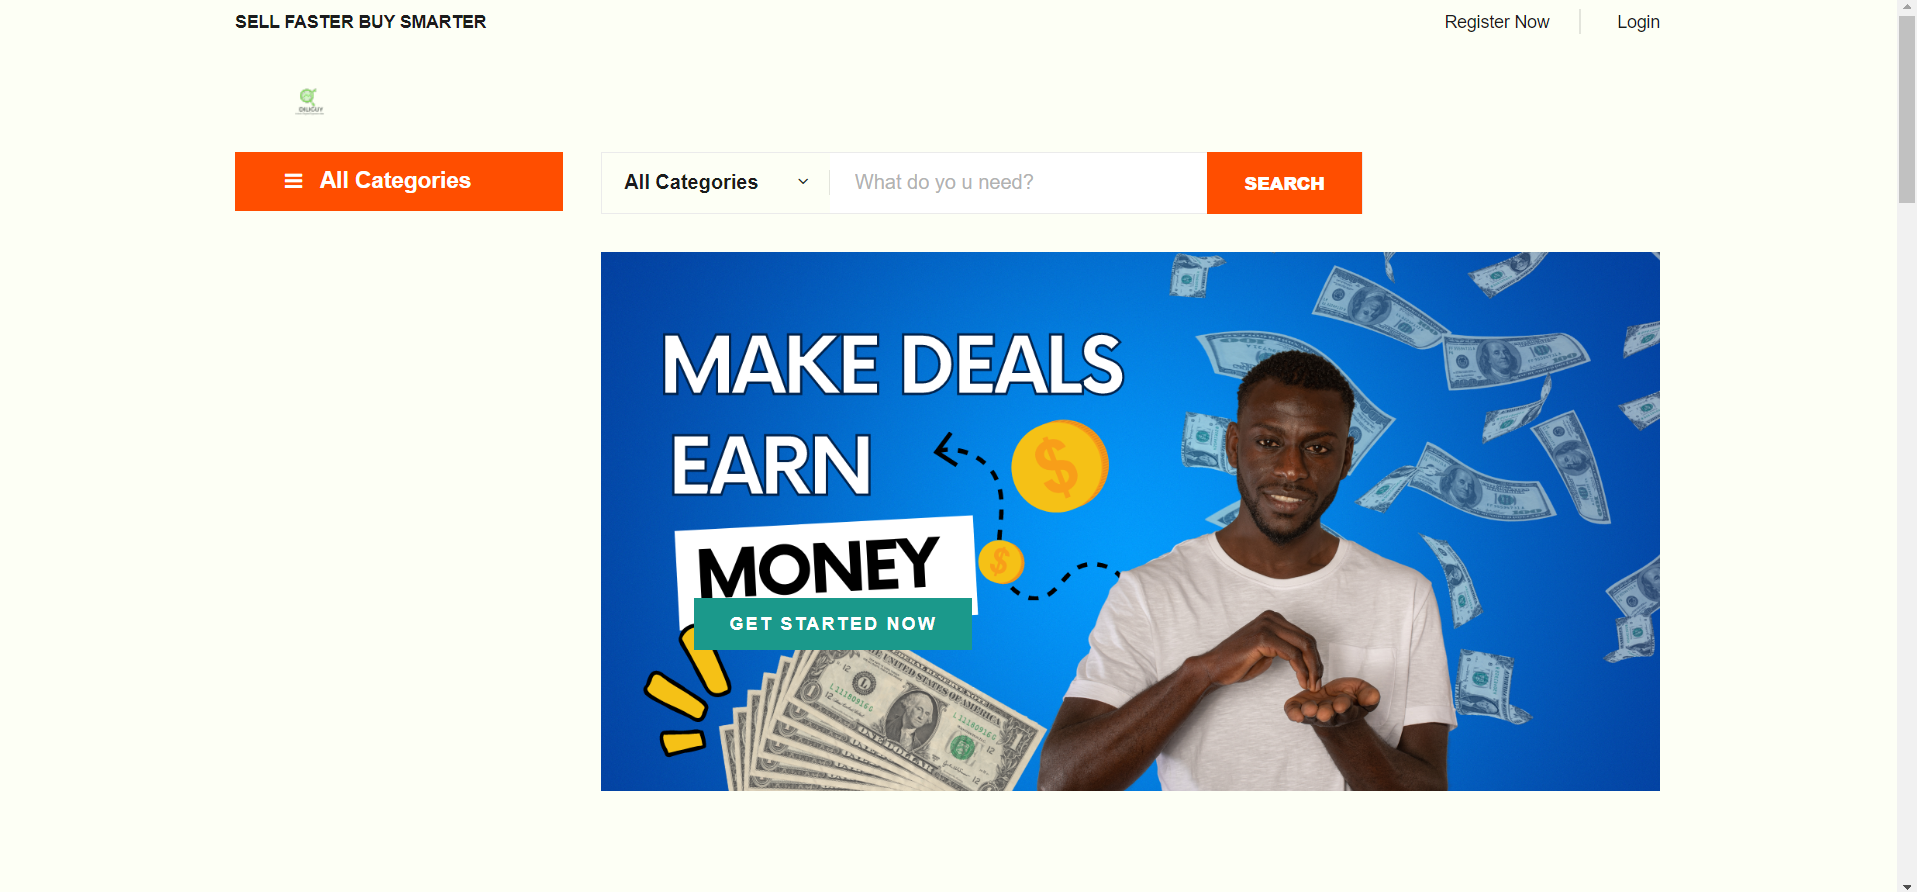 SELL FASTER BUY SMARTER
Register Now
Login
All Categories
All Categories
What do yo u need?
SEARCH
MAKE DEALS
EARN
MONEY
GET STARTED NOW